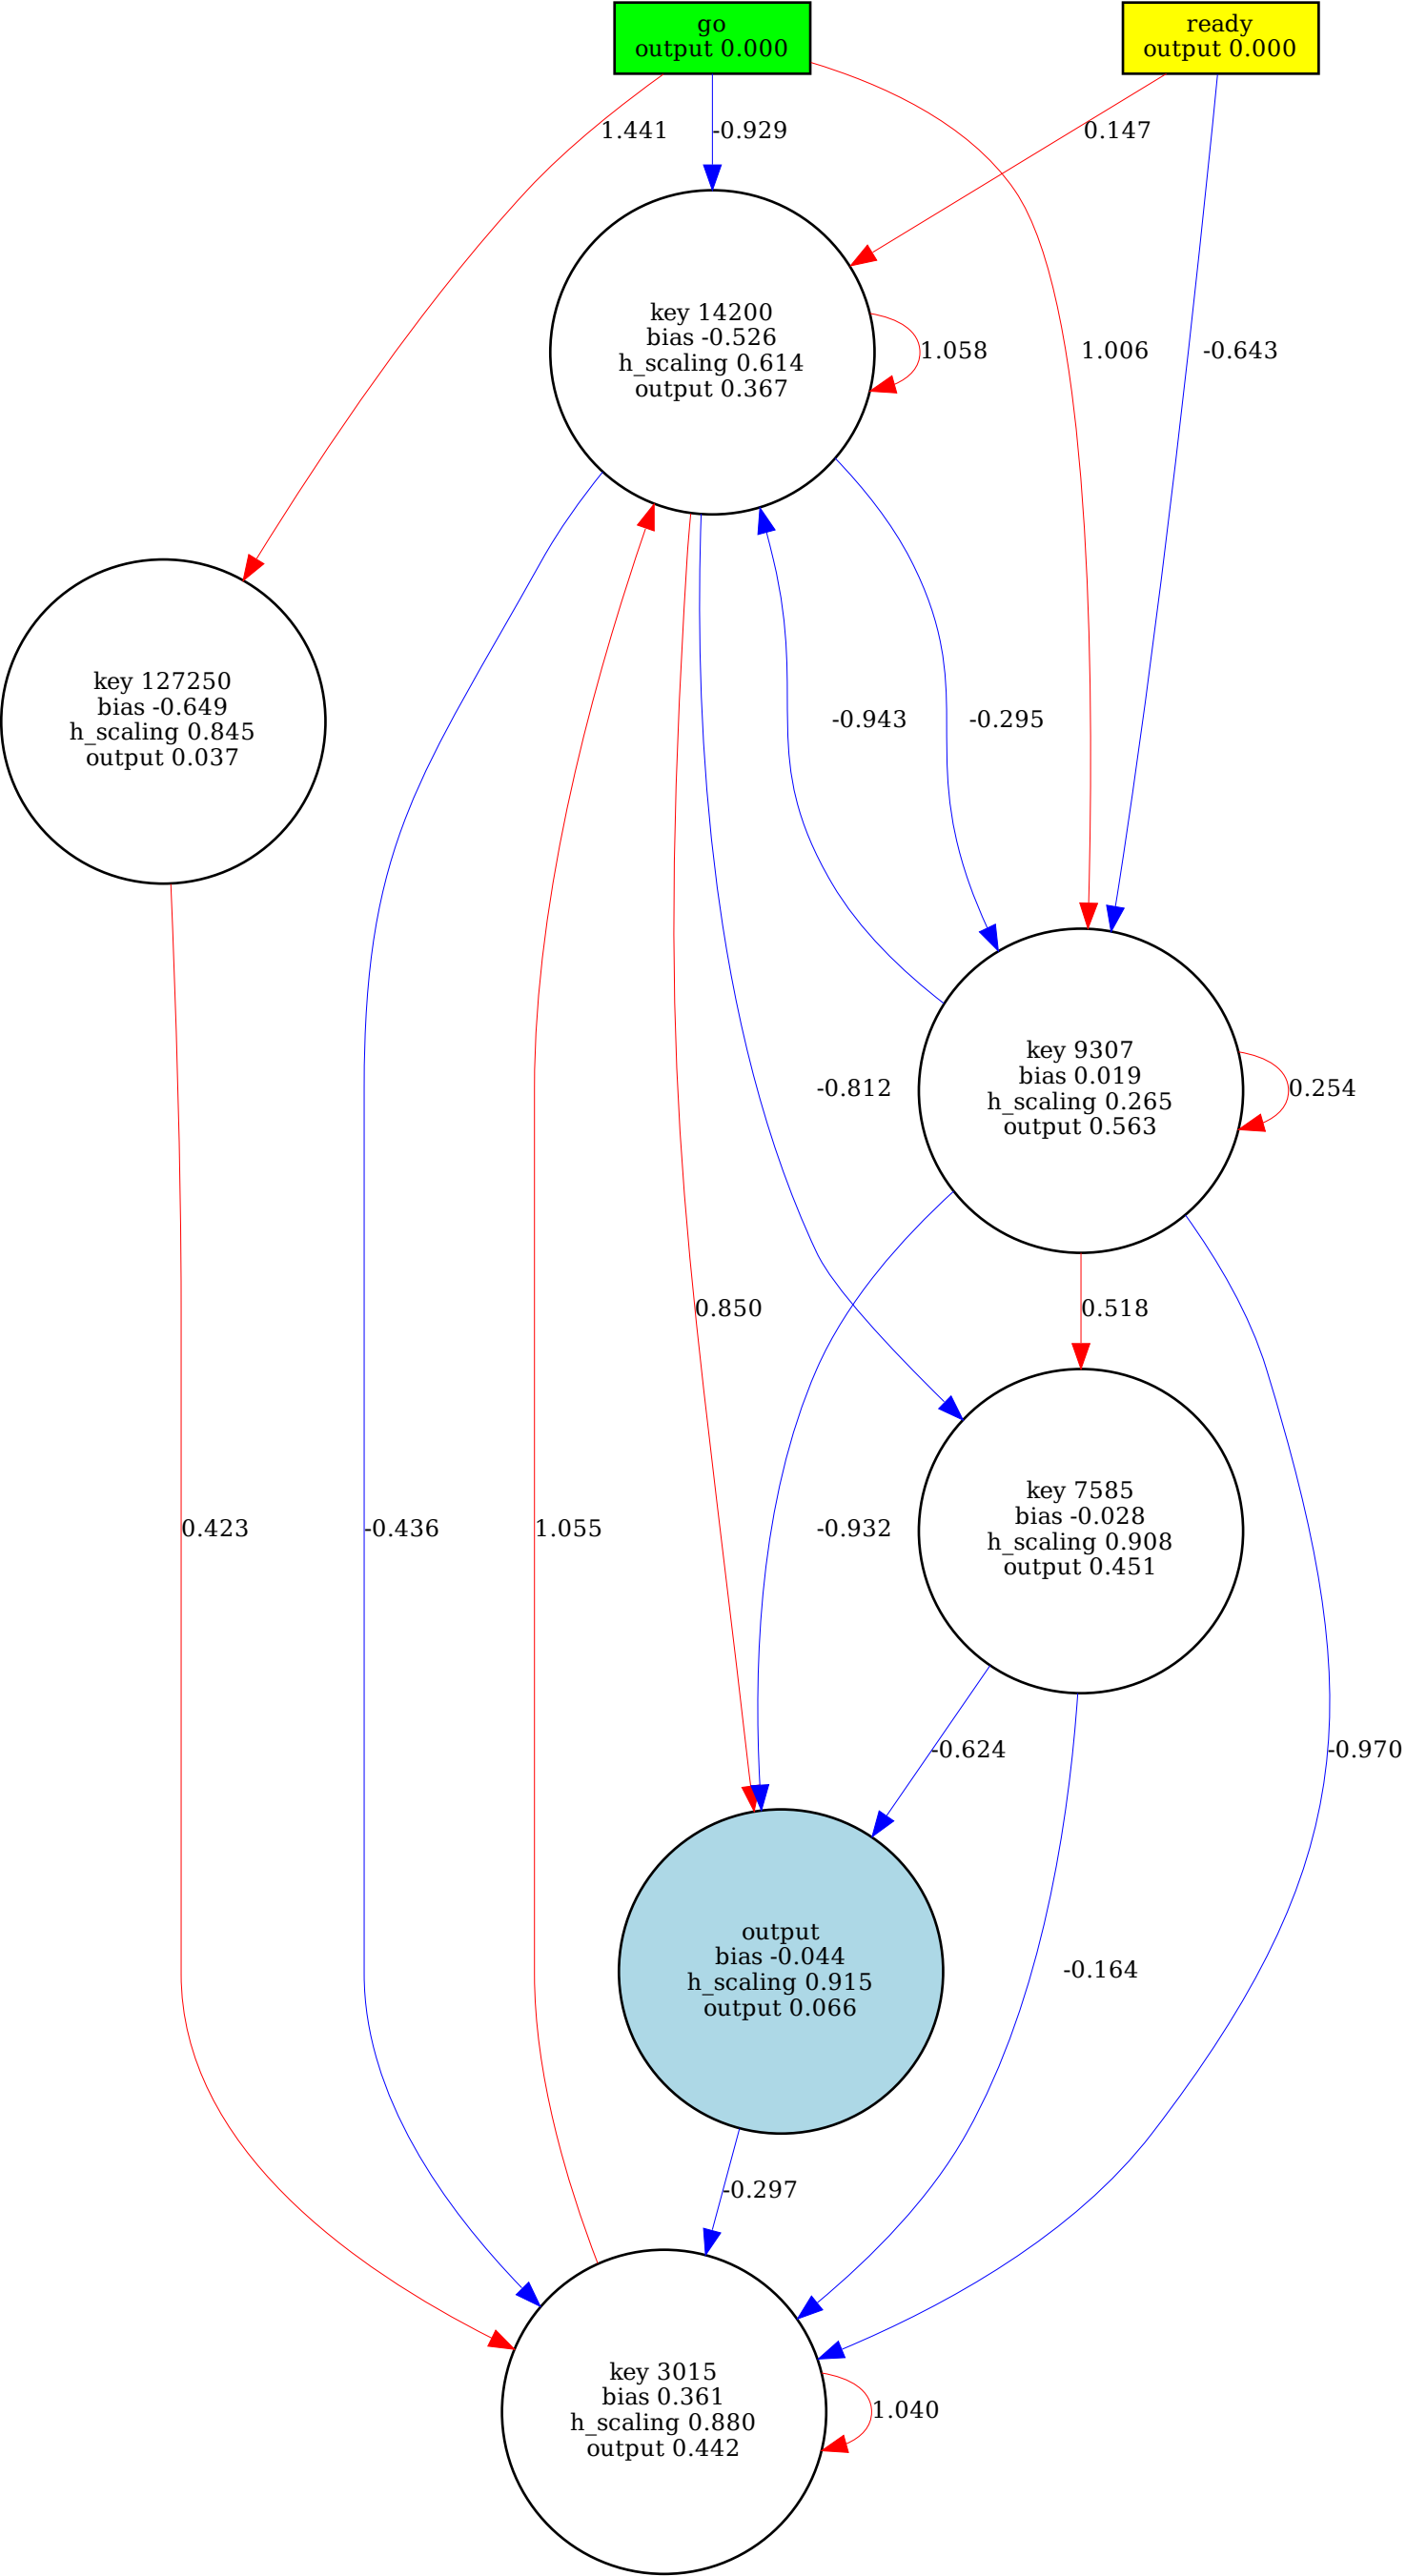 go
output 0.000
ready
output 0.000
1.441
-0.929
0.147
key 14200
bias -0.526
h_scaling 0.614
output 0.367
1.058
1.006
-0.643
key 127250
bias -0.649
h_scaling 0.845
output 0.037
-0.943
-0.295
key 9307
bias 0.019
h_scaling 0.265
output 0.563
-0.812
0.254
0.850
0.518
key 7585
bias -0.028
h_scaling 0.908
output 0.451
0.423
-0.436
1.055
-0.932
-0.624
-0.970
output
bias -0.044
h_scaling 0.915
output 0.066
-0.164
-0.297
key 3015
bias 0.361
h_scaling 0.880
output 0.442
1.040